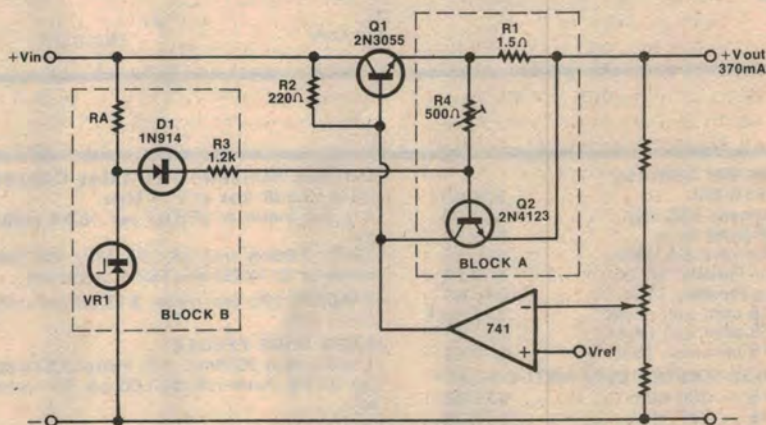 Q1
2N3055
R1
1.5Ω
+Vin
+Vout
370mA
R2
220Ω
R4
500Ω
RA
D1
1N914
R3
1.2k
Q2
2N4123
BLOCK A
VR1
BLOCK B
741
−
+
Vref
−
−